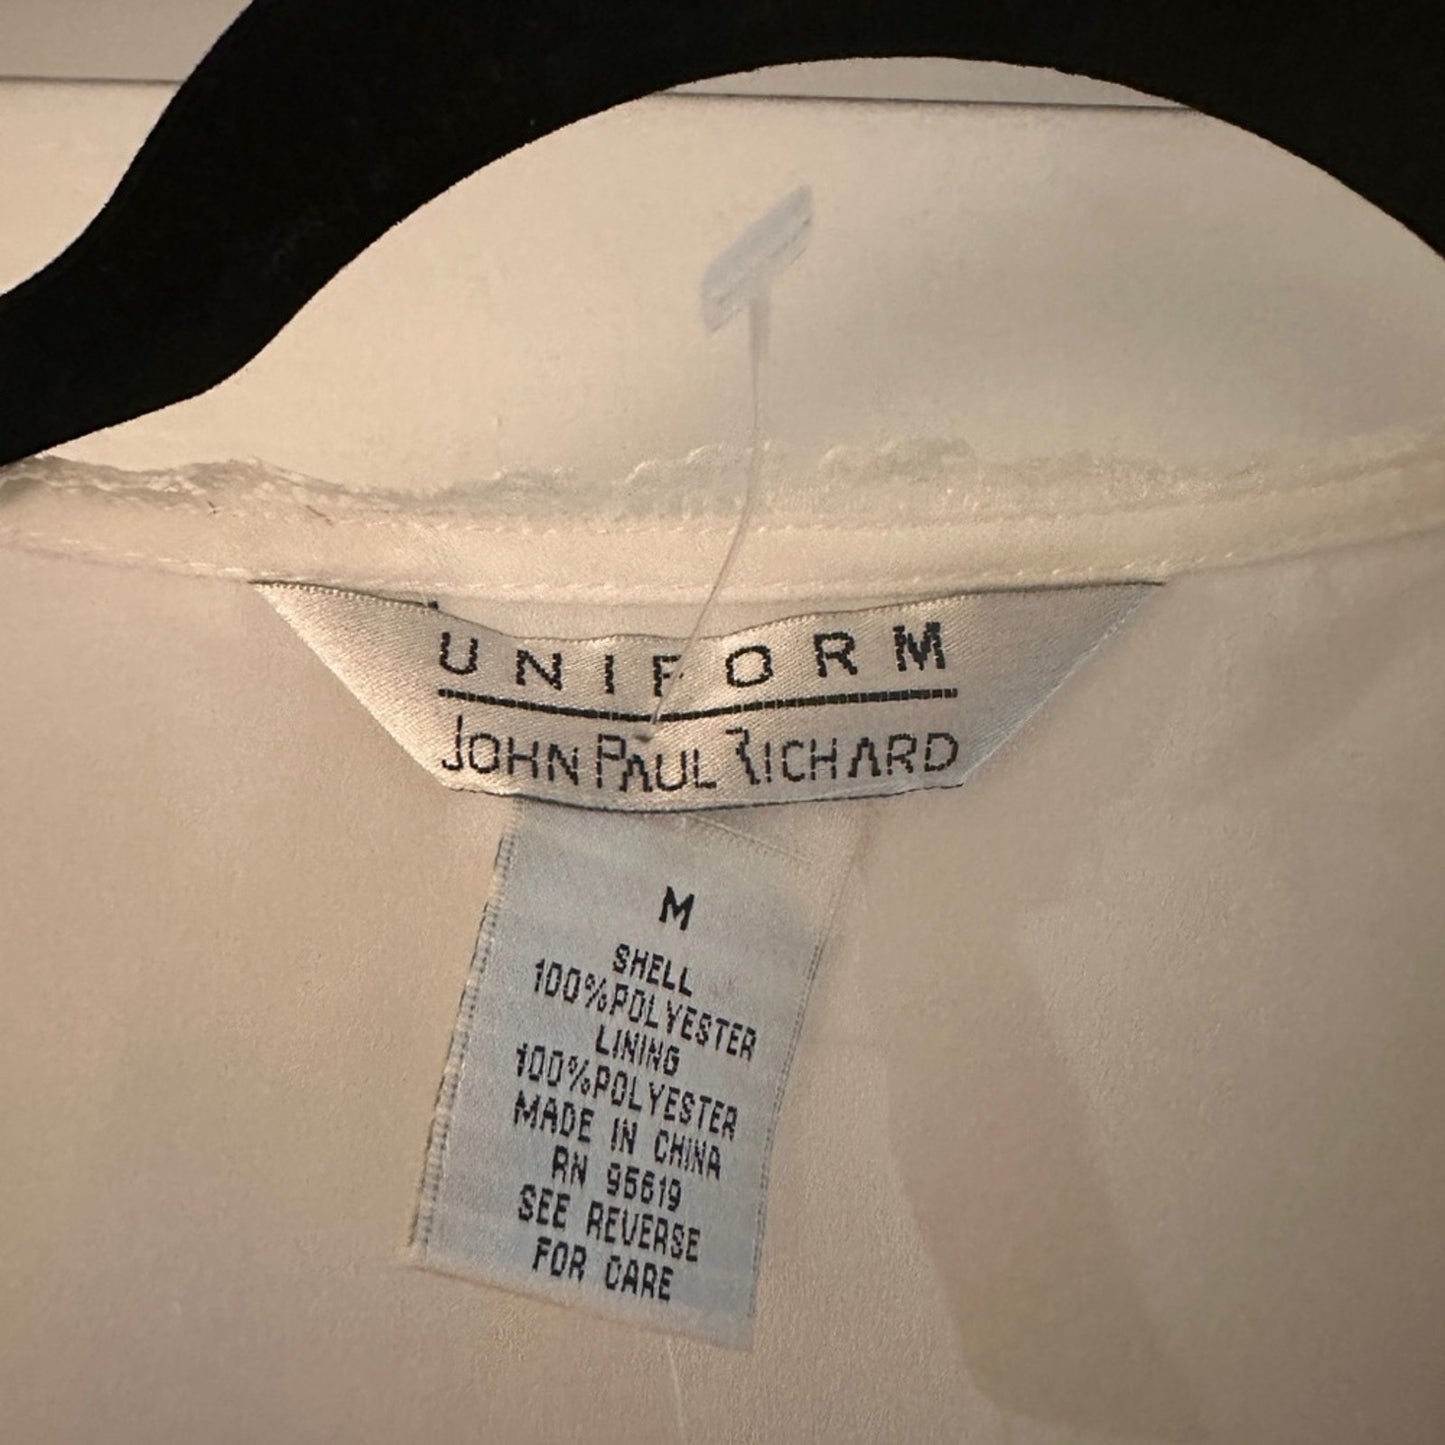 UNIFORM
JOHN PAUL RICHARD
M
SHELL
100%POLYESTER
LINING
100%POLYESTER
MADE IN CHINA
RN 95619
SEE REVERSE
FOR CARE